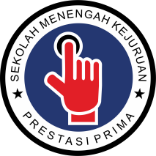 SEKOLAH MENENGAH KEJURUAN
PRESTASI PRIMA